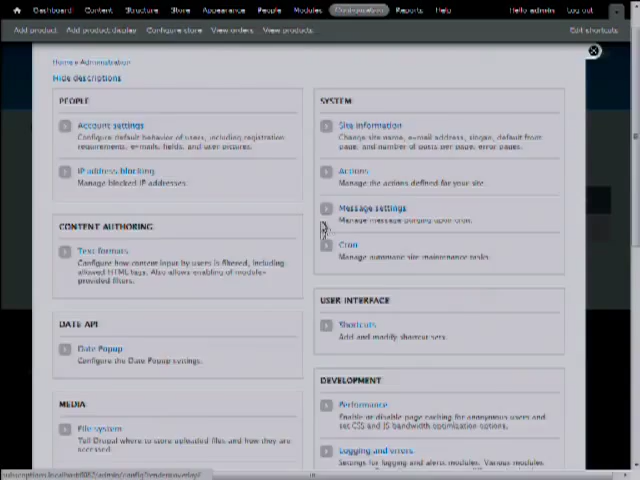 Dashboard Content Structure Store Appearance People Modules Configuration Reports Help Hello admin Log out
Add product Add product display Configure store View orders View products Edit shortcuts
Home » Administration
Hide descriptions
PEOPLE
Account settings
Configure default behavior of users, including registration
requirements, e-mails, fields, and user pictures.
IP address blocking
Manage blocked IP addresses.
CONTENT AUTHORING
Text formats
Configure how content input by users is filtered, including
allowed HTML tags. Also allows enabling of module-
provided filters.
DATE API
Date Popup
Configure the Date Popup settings.
MEDIA
File system
Tell Drupal where to store uploaded files and how they are
accessed.
SYSTEM
Site information
Change site name, e-mail address, slogan, default front
page, and number of posts per page, error pages.
Actions
Manage the actions defined for your site.
Message settings
Manage message purging upon cron.
Cron
Manage automatic site maintenance tasks.
USER INTERFACE
Shortcuts
Add and modify shortcut sets.
DEVELOPMENT
Performance
Enable or disable page caching for anonymous users and
set CSS and JS bandwidth optimization options.
Logging and errors
Settings for logging and alerts modules. Various modules